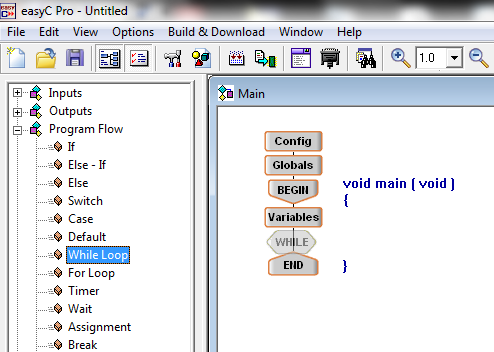 easyC Pro - Untitled
File Edit View Options Build & Download Window Help
1.0
Inputs
Outputs
Program Flow
If
Else - If
Else
Switch
Case
Default
While Loop
For Loop
Timer
Wait
Assignment
Break
Main
Config
Globals
BEGIN
void main ( void )
{
Variables
WHILE
END
}